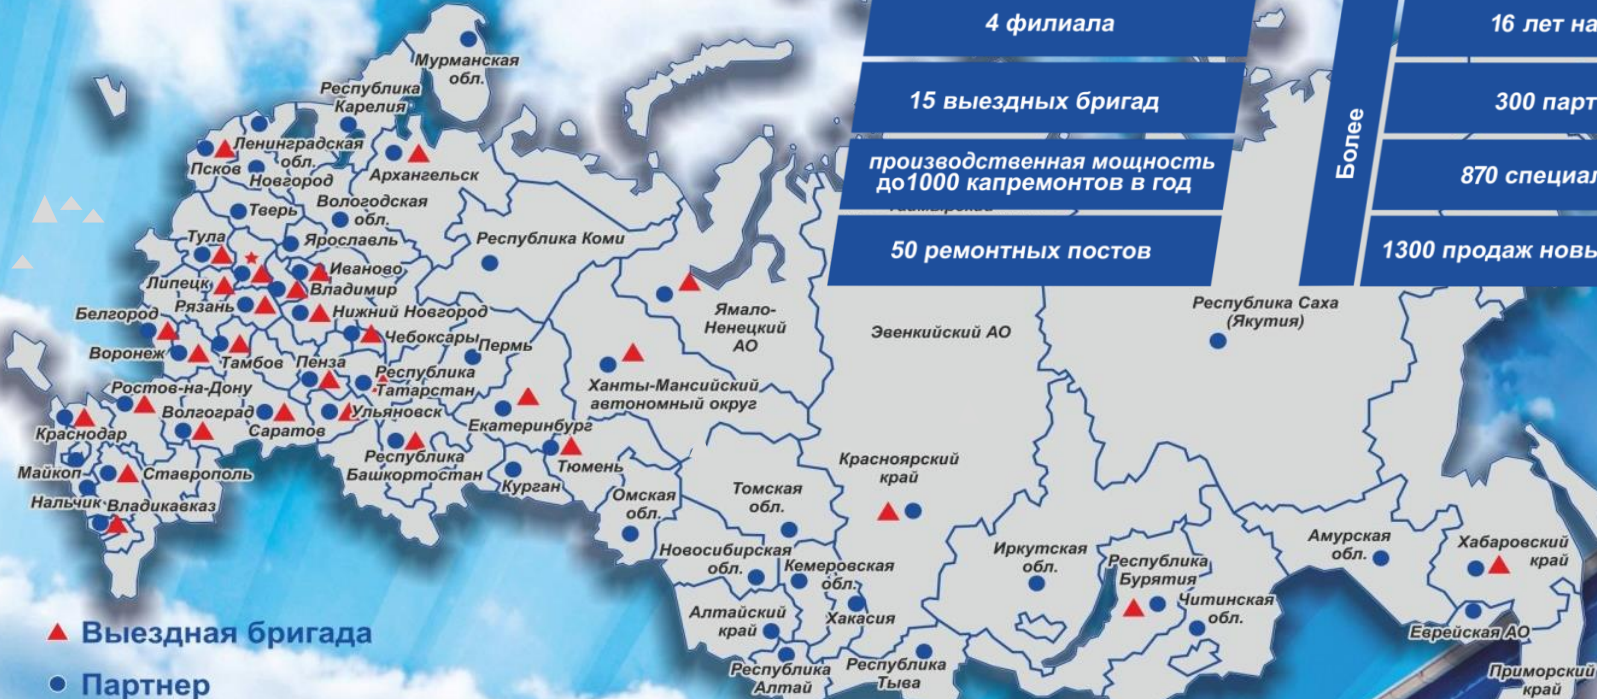 4 филиала
15 выездных бригад
производственная мощность
до 1000 капремонтов в год
50 ремонтных постов
Более
16 лет на
300 парт
870 специал
1300 продаж новы
Мурманская
обл.
Республика
Карелия
Ленинградская
обл.
Псков
Новгород
Архангельск
Тверь
Вологодская
обл.
Тула
Ярославль
Республика Коми
Иваново
Липецк
Владимир
Рязань
Нижний Новгород
Белгород
Чебоксары
Пермь
Воронеж
Тамбов
Пенза
Республика
Татарстан
Ростов-на-Дону
Волгоград
Ульяновск
Саратов
Краснодар
Екатеринбург
Республика
Башкортостан
Тюмень
Курган
Майкоп
Ставрополь
Нальчик
Владикавказ
Ямало-
Ненецкий
АО
Ханты-Мансийский
автономный округ
Эвенкийский АО
Республика Саха
(Якутия)
Красноярский
край
Омская
обл.
Томская
обл.
Новосибирская
обл.
Кемеровская
обл.
Алтайский
край
Хакасия
Республика
Алтай
Республика
Тыва
Иркутская
обл.
Республика
Бурятия
Читинская
обл.
Амурская
обл.
Хабаровский
край
Еврейская АО
Приморский
край
Выездная бригада
Партнер